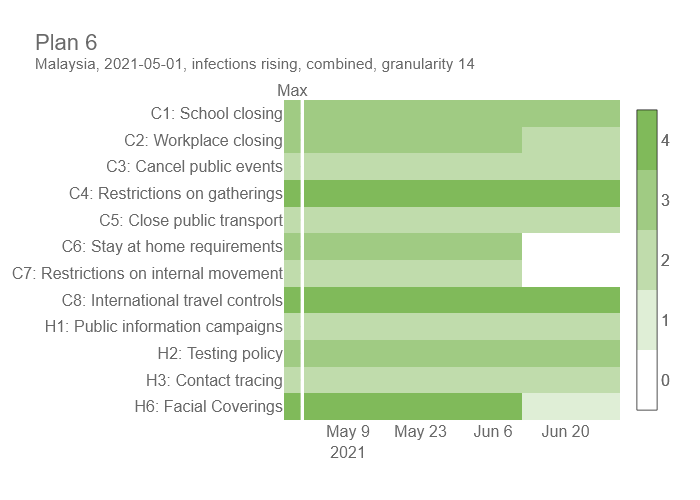 Plan 6
Malaysia, 2021-05-01, infections rising, combined, granularity 14
Max
C1: School closing
C2: Workplace closing
C3: Cancel public events
C4: Restrictions on gatherings
C5: Close public transport
C6: Stay at home requirements
C7: Restrictions on internal movement
C8: International travel controls
H1: Public information campaigns
H2: Testing policy
H3: Contact tracing
H6: Facial Coverings
May 9 May 23 Jun 6 Jun 20
2021
4
3
2
1
0